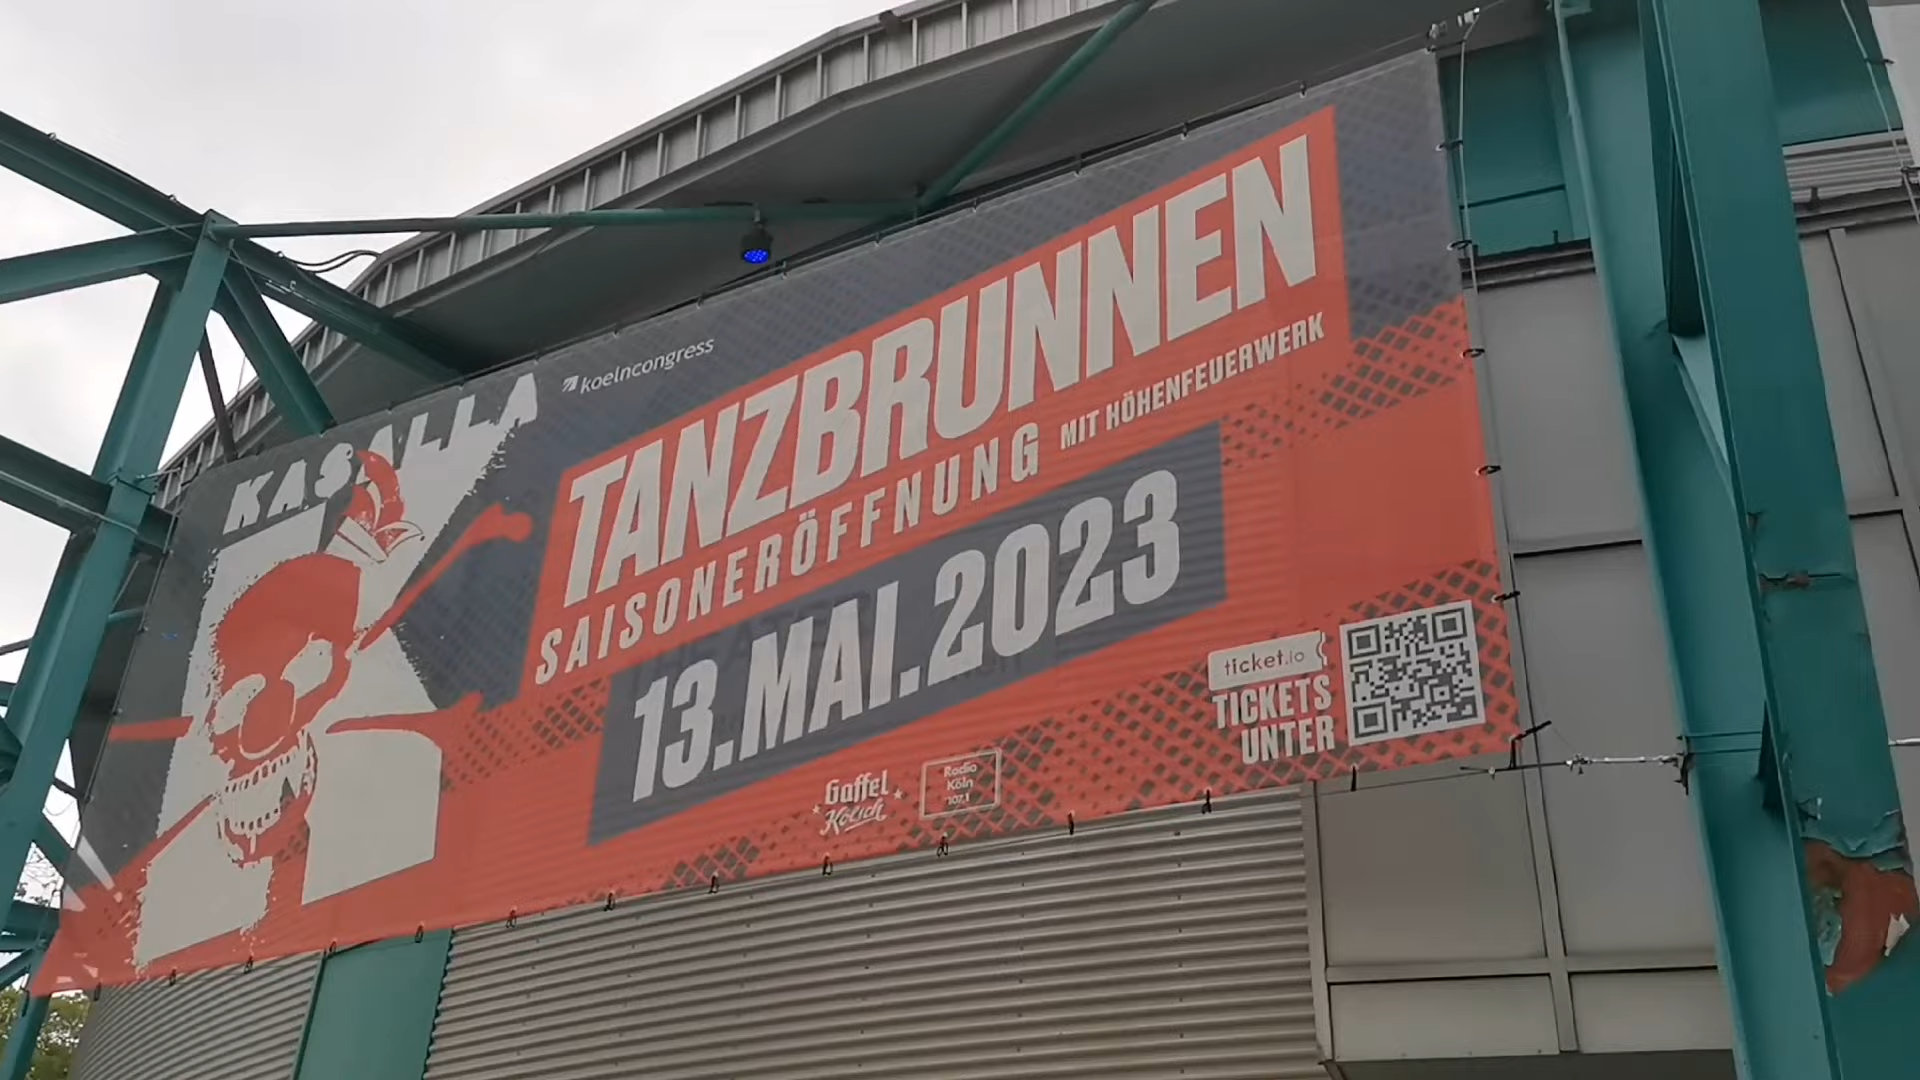 KASALLA
koelncongress
TANZBRUNNEN
SAISONERÖFFNUNG MIT HÖHENFEUERWERK
13.MAI.2023
Gaffel
Kölsch
Radio
Köln
107,1
ticket.io
TICKETS
UNTER